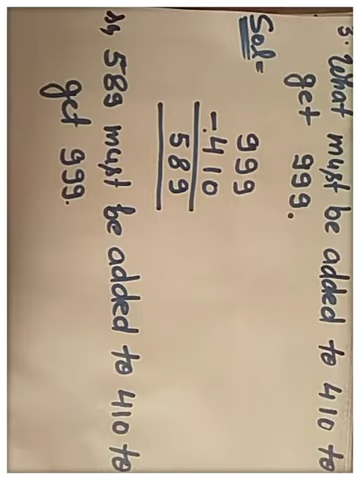 3. What must be added to 410 to
get 999.
Sol=
999
-410
589
589 must be added to 410 to
get 999.